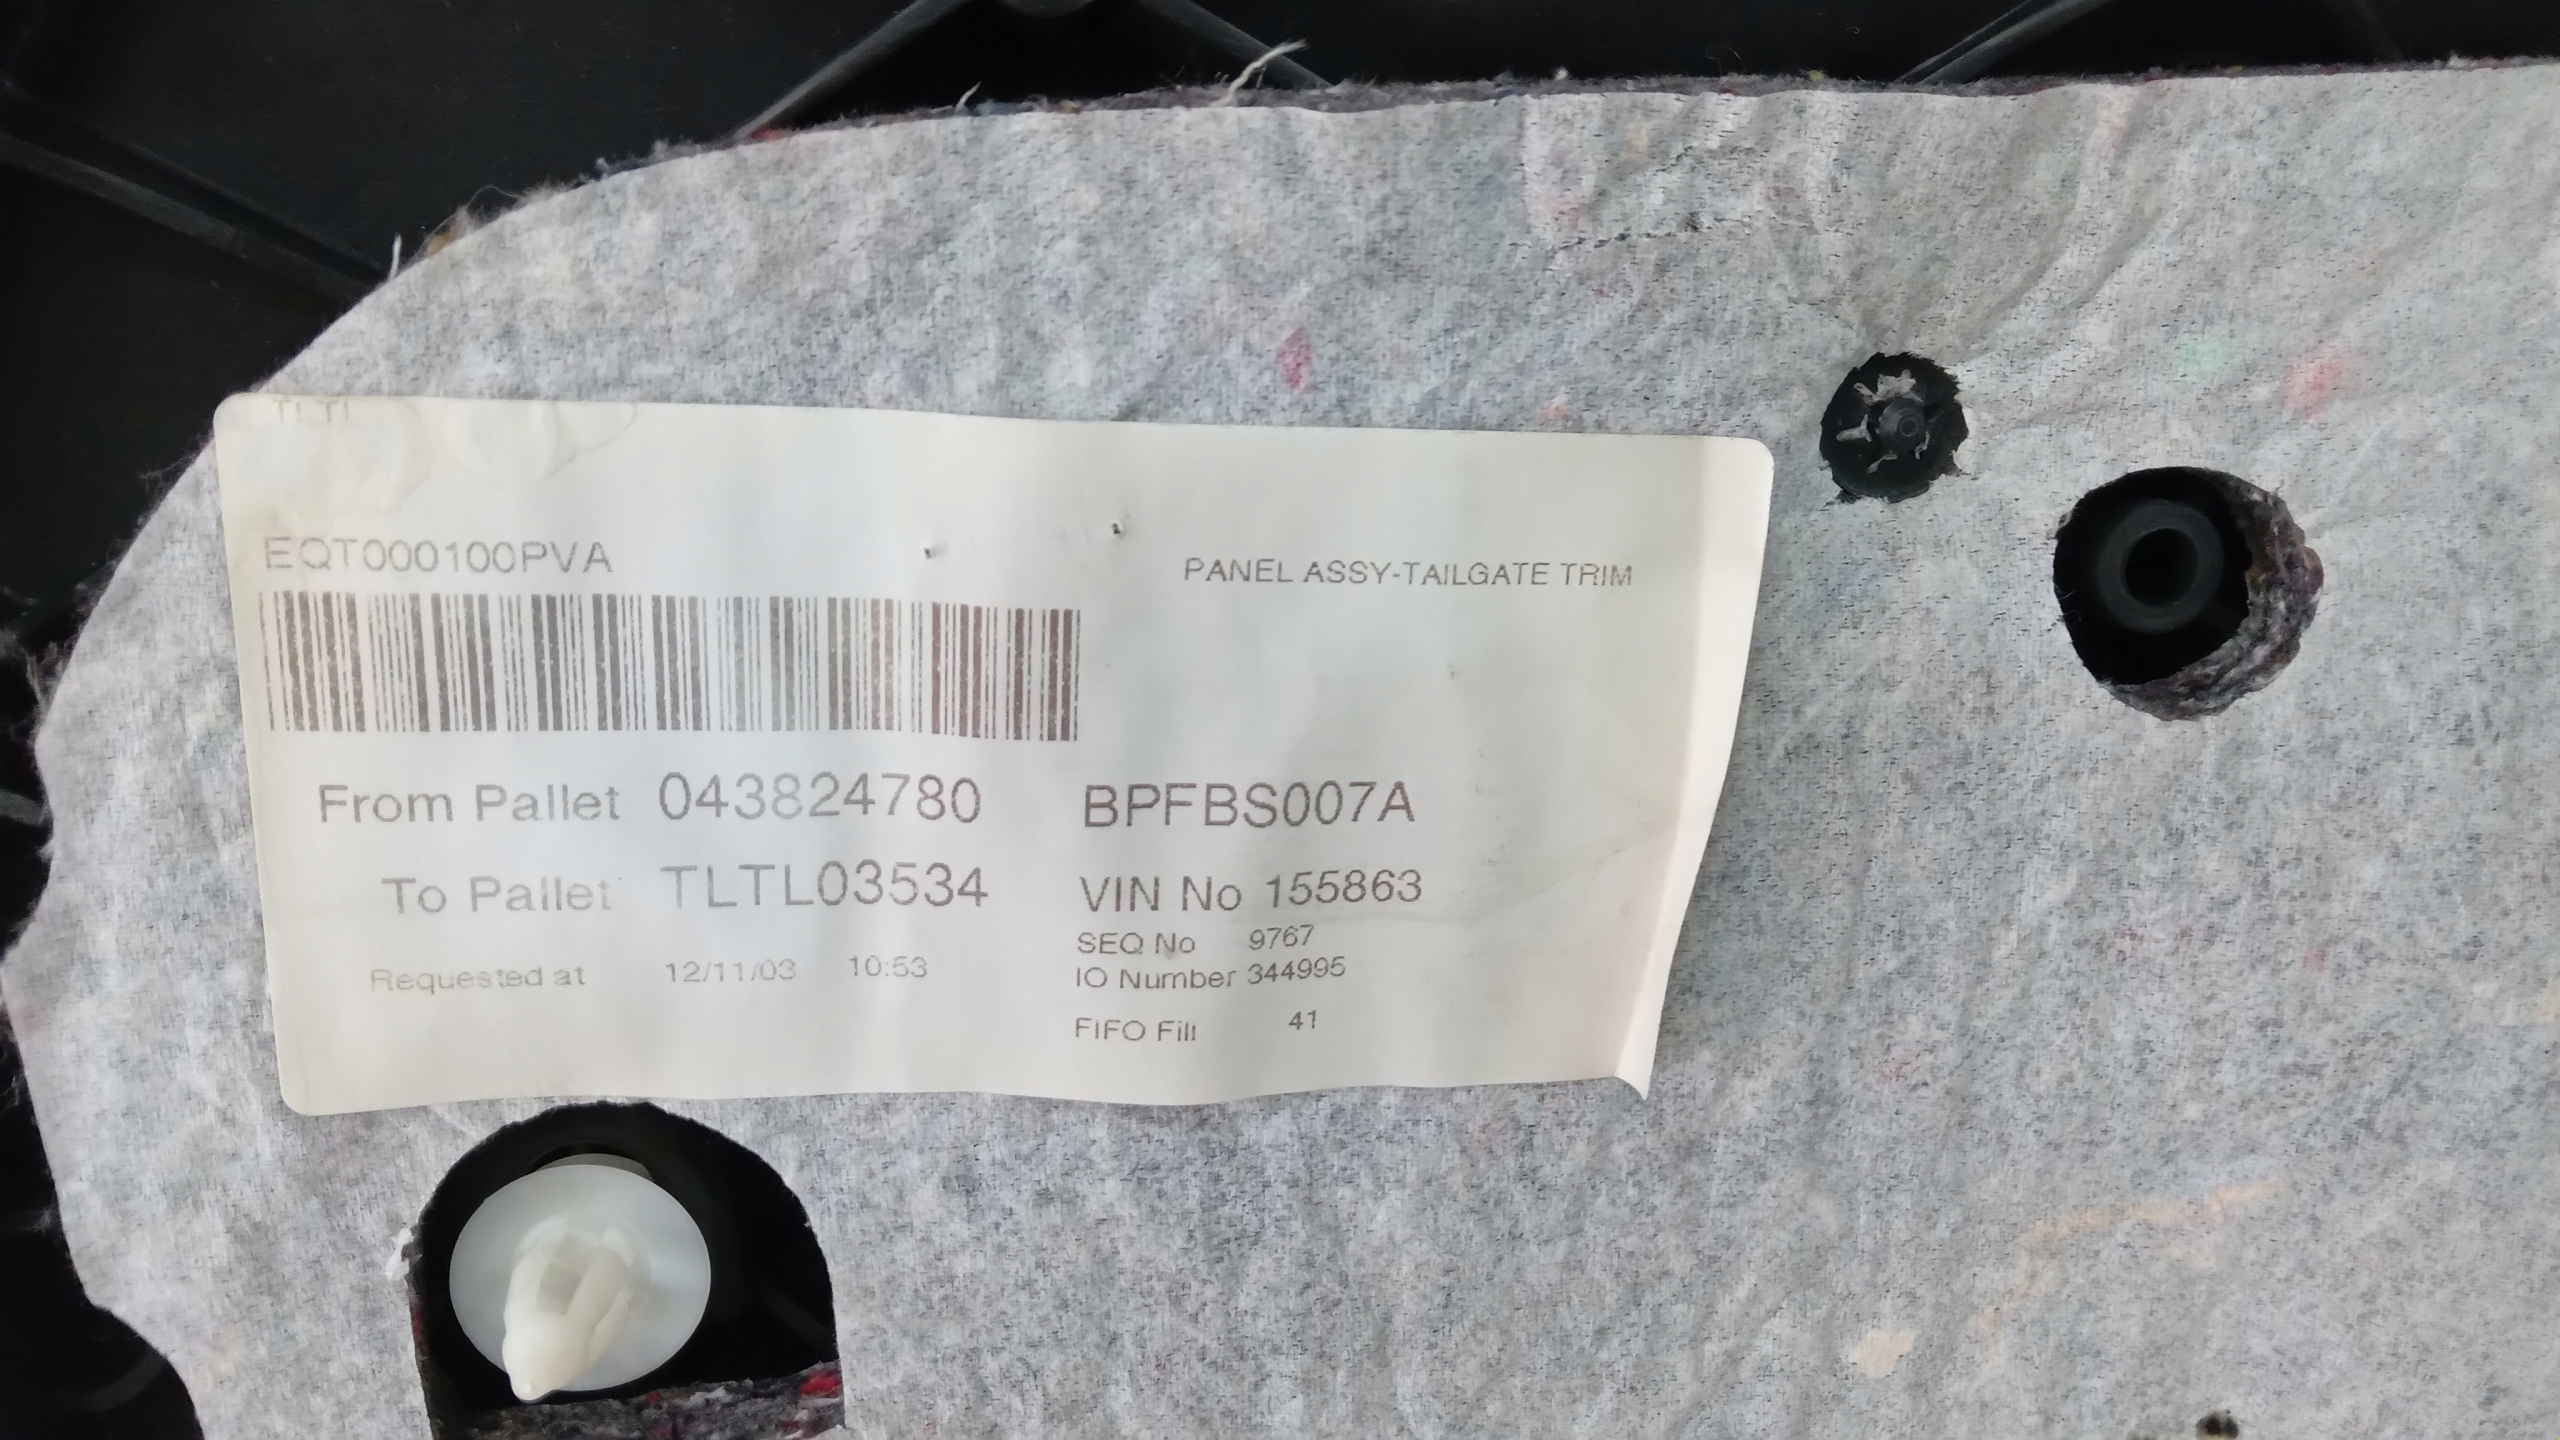 EQT000100PVA
PANEL ASSY-TAILGATE TRIM
From Pallet 043824780 BPFBS007A
To Pallet TLTL03534 VIN No 155863
SEQ No 9767
Requested at 12/11/03 10:53 IO Number 344995
FIFO Fill 41